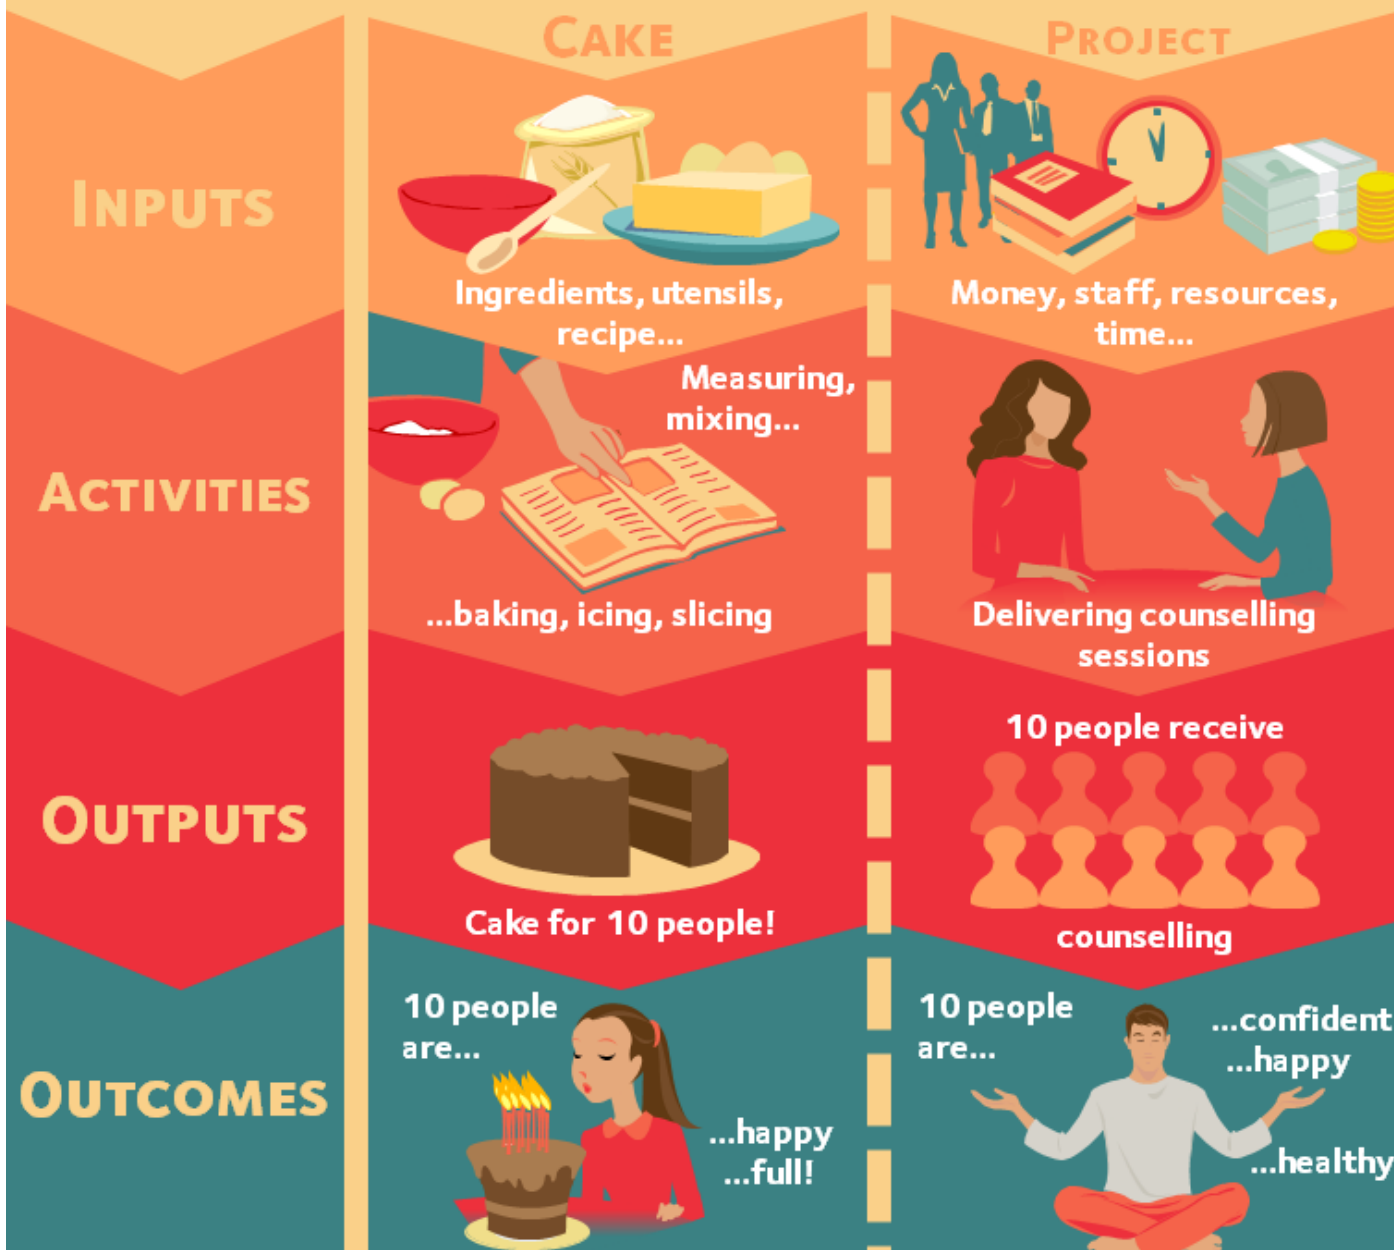 CAKE
PROJECT
INPUTS
Ingredients, utensils,
recipe...
Money, staff, resources,
time...
ACTIVITIES
Measuring,
mixing...
...baking, icing, slicing
Delivering counselling
sessions
OUTPUTS
Cake for 10 people!
10 people receive
counselling
OUTCOMES
10 people
are...
...happy
...full!
10 people
are...
...confident
...happy
...healthy